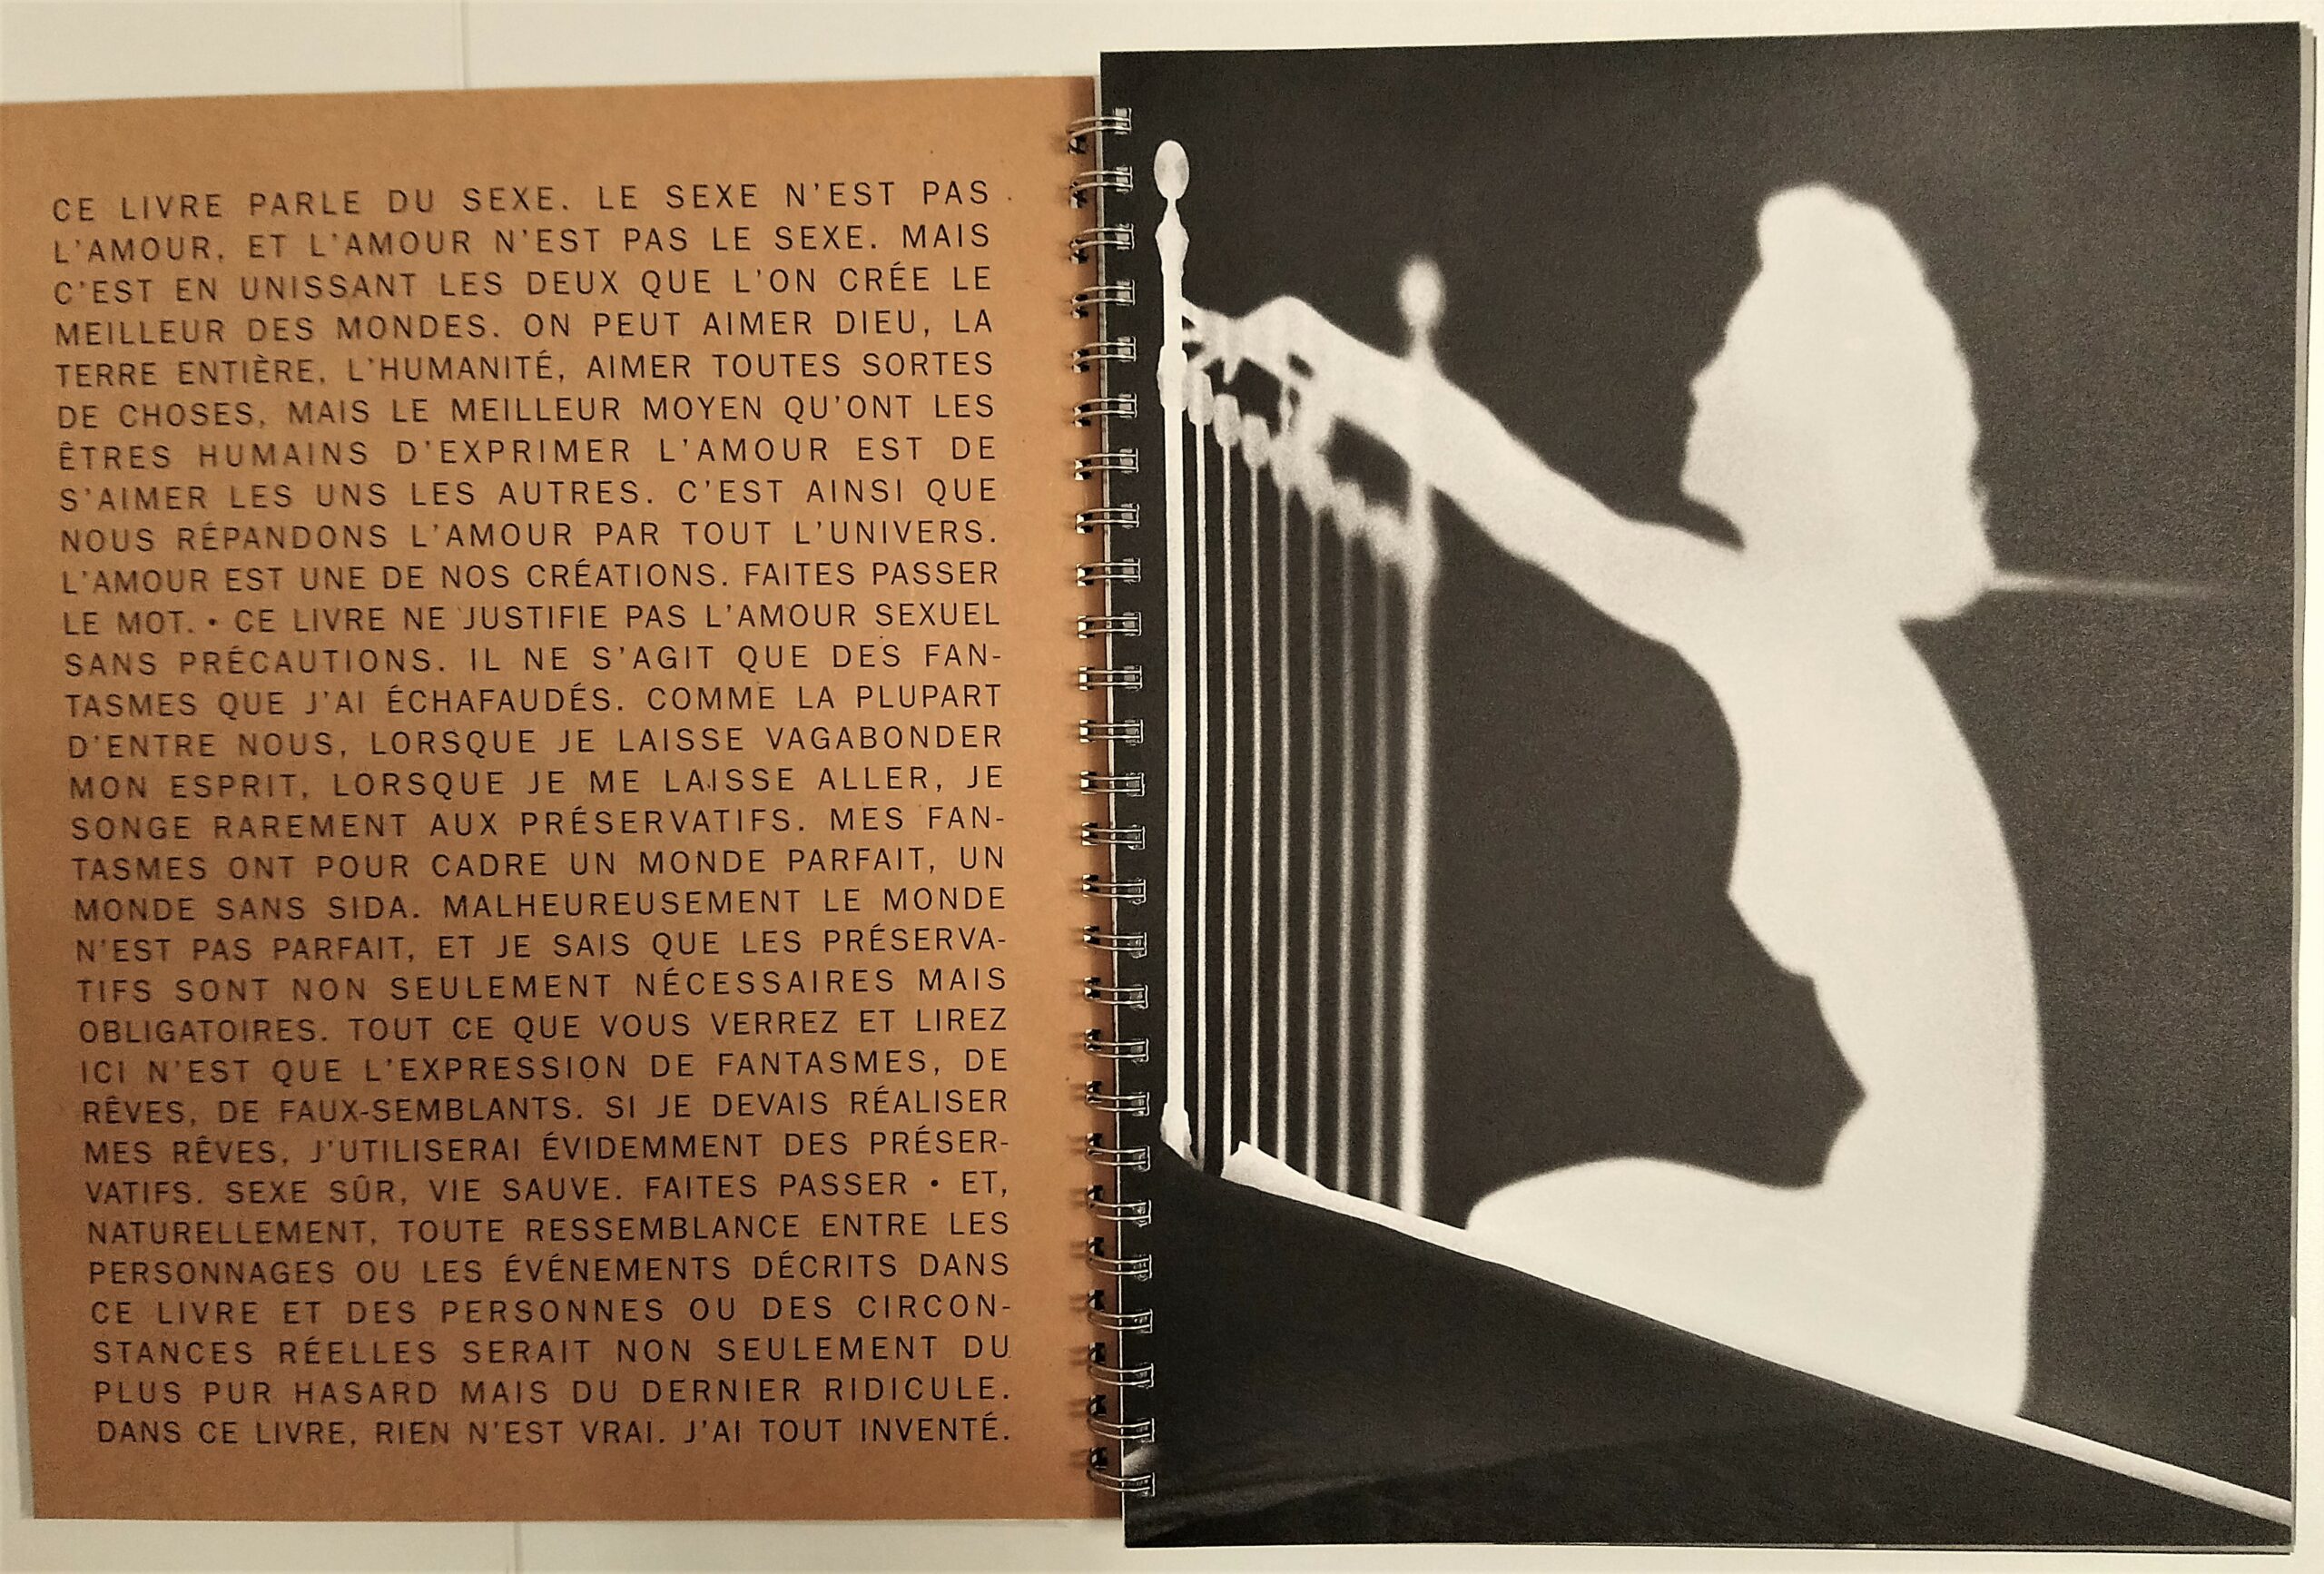 CE LIVRE PARLE DU SEXE. LE SEXE N'EST PAS
L'AMOUR, ET L'AMOUR N'EST PAS LE SEXE. MAIS
C'EST EN UNISSANT LES DEUX QUE L'ON CRÉE LE
MEILLEUR DES MONDES. ON PEUT AIMER DIEU, LA
TERRE ENTIÈRE, L'HUMANITÉ, AIMER TOUTES SORTES
DE CHOSES, MAIS LE MEILLEUR MOYEN QU'ONT LES
ÊTRES HUMAINS D'EXPRIMER L'AMOUR EST DE
S'AIMER LES UNS LES AUTRES. C'EST AINSI QUE
NOUS RÉPANDONS L'AMOUR PAR TOUT L'UNIVERS.
L'AMOUR EST UNE DE NOS CRÉATIONS. FAITES PASSER
LE MOT. • CE LIVRE NE JUSTIFIE PAS L'AMOUR SEXUEL
SANS PRÉCAUTIONS. IL NE S'AGIT QUE DES FAN-
TASMES QUE J'AI ÉCHAFAUDÉS. COMME LA PLUPART
D'ENTRE NOUS, LORSQUE JE LAISSE VAGABONDER
MON ESPRIT, LORSQUE JE ME LAISSE ALLER, JE
SONGE RAREMENT AUX PRÉSERVATIFS. MES FAN-
TASMES ONT POUR CADRE UN MONDE PARFAIT, UN
MONDE SANS SIDA. MALHEUREUSEMENT LE MONDE
N'EST PAS PARFAIT, ET JE SAIS QUE LES PRÉSERVA-
TIFS SONT NON SEULEMENT NÉCESSAIRES MAIS
OBLIGATOIRES. TOUT CE QUE VOUS VERREZ ET LIREZ
ICI N'EST QUE L'EXPRESSION DE FANTASMES, DE
RÊVES, DE FAUX-SEMBLANTS. SI JE DEVAIS RÉALISER
MES RÊVES, J'UTILISERAI ÉVIDEMMENT DES PRÉSER-
VATIFS. SEXE SÛR, VIE SAUVE. FAITES PASSER • ET,
NATURELLEMENT, TOUTE RESSEMBLANCE ENTRE LES
PERSONNAGES OU LES ÉVÉNEMENTS DÉCRITS DANS
CE LIVRE ET DES PERSONNES OU DES CIRCON-
STANCES RÉELLES SERAIT NON SEULEMENT DU
PLUS PUR HASARD MAIS DU DERNIER RIDICULE.
DANS CE LIVRE, RIEN N'EST VRAI. J'AI TOUT INVENTÉ.